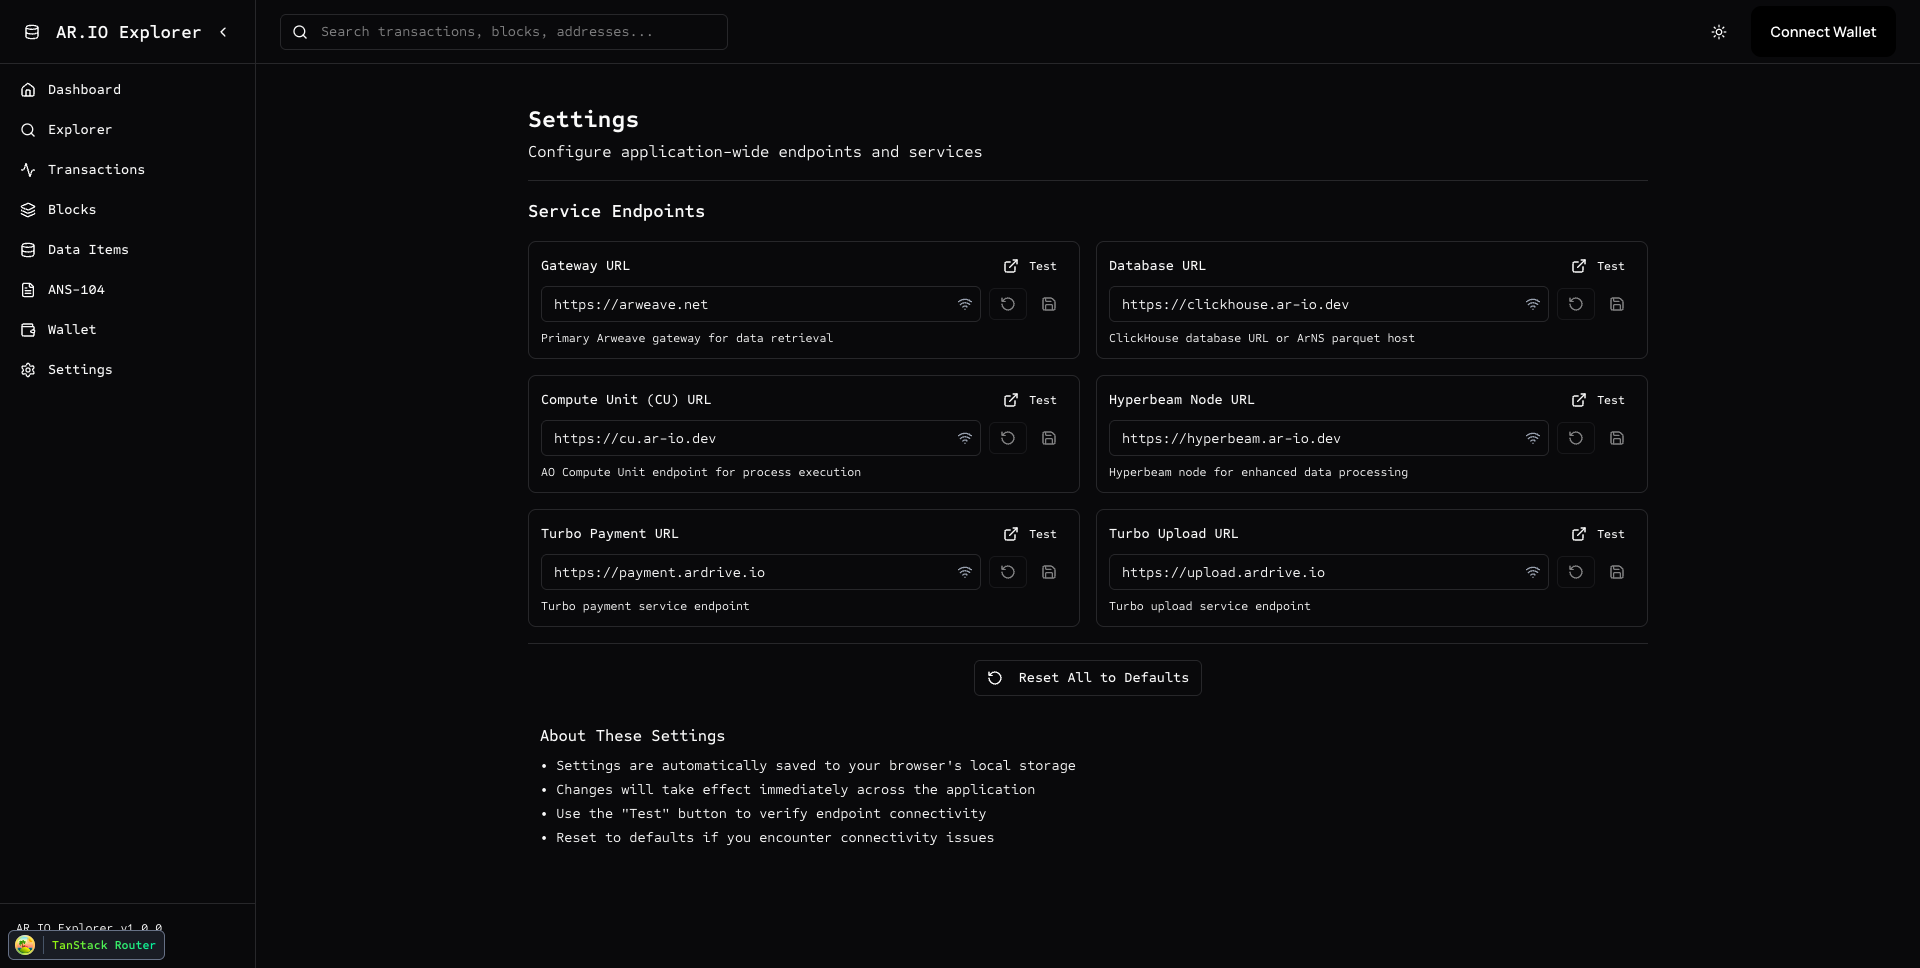 AR.IO Explorer
Search transactions, blocks, addresses...
Connect Wallet
Dashboard
Explorer
Transactions
Blocks
Data Items
ANS-104
Wallet
Settings
Settings
Configure application-wide endpoints and services
Service Endpoints
Gateway URL
Test
https://arweave.net
Primary Arweave gateway for data retrieval
Database URL
Test
https://clickhouse.ar-io.dev
ClickHouse database URL or ArNS parquet host
Compute Unit (CU) URL
Test
https://cu.ar-io.dev
AO Compute Unit endpoint for process execution
Hyperbeam Node URL
Test
https://hyperbeam.ar-io.dev
Hyperbeam node for enhanced data processing
Turbo Payment URL
Test
https://payment.ardrive.io
Turbo payment service endpoint
Turbo Upload URL
Test
https://upload.ardrive.io
Turbo upload service endpoint
Reset All to Defaults
About These Settings
• Settings are automatically saved to your browser's local storage
• Changes will take effect immediately across the application
• Use the "Test" button to verify endpoint connectivity
• Reset to defaults if you encounter connectivity issues
AR.IO Explorer v1.0.0
TanStack Router